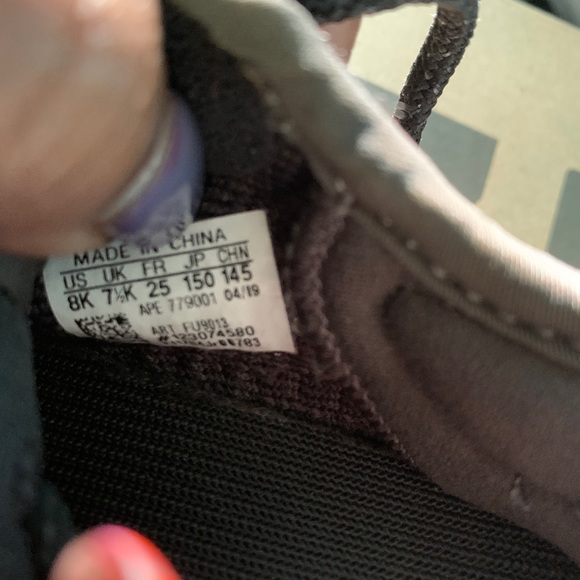 MADE IN CHINA
US UK FR JP CHN
8K 7½K 25 150 145
APE 779001 04/19
ART FU9013
#123074580